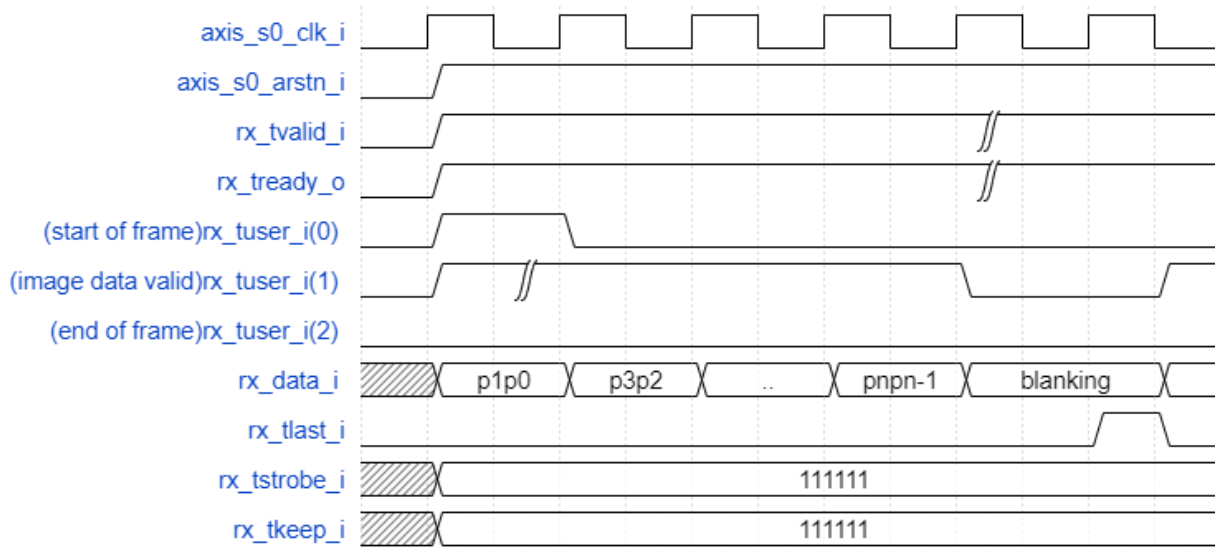 axis_s0_clk_i
axis_s0_arstn_i
rx_tvalid_i
rx_tready_o
(start of frame)rx_tuser_i(0)
(image data valid)rx_tuser_i(1)
(end of frame)rx_tuser_i(2)
rx_data_i p1p0 p3p2 .. pnpn-1 blanking
rx_tlast_i
rx_tstrobe_i 111111
rx_tkeep_i 111111